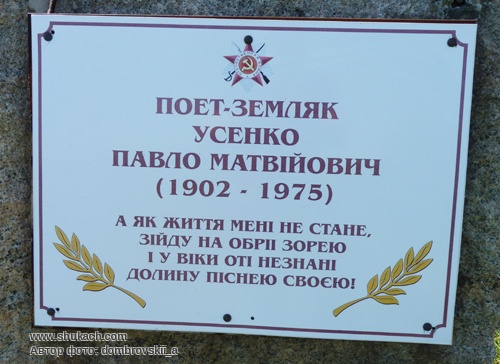 ПОЕТ-ЗЕМЛЯК
УСЕНКО
ПАВЛО МАТВІЙОВИЧ
(1902 - 1975)
А ЯК ЖИТТЯ МЕНІ НЕ СТАНЕ,
ЗІЙДУ НА ОБРІІ ЗОРЕЮ
І У ВІКИ ОТІ НЕЗНАНІ
ДОЛИНУ ПІСНЕЮ СВОЄЮ!
www.shukach.com
Автор фото: dombrovskii_a